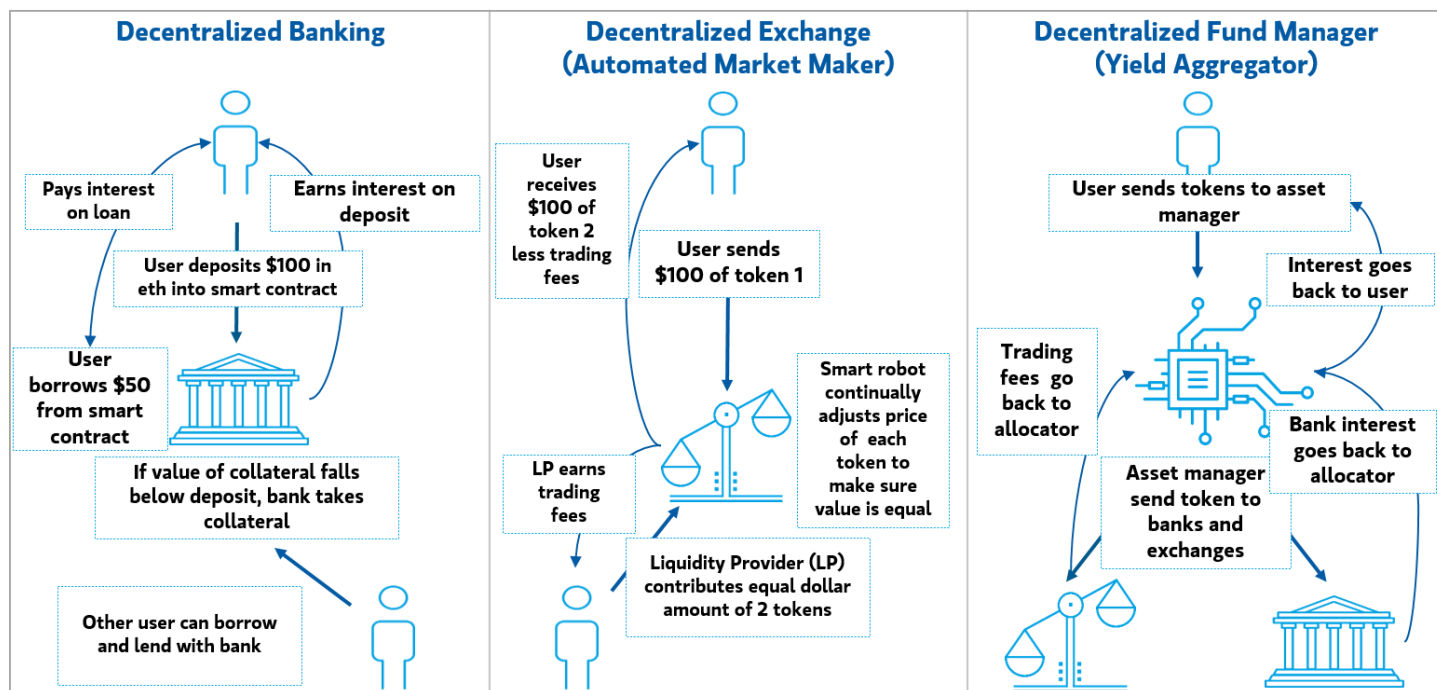 Decentralized Banking
Pays interest
on loan
Earns interest on
deposit
User deposits $100 in
eth into smart contract
User
borrows $50
from smart
contract
If value of collateral falls
below deposit, bank takes
collateral
Other user can borrow
and lend with bank
Decentralized Exchange
(Automated Market Maker)
User
receives
$100 of
token 2
less trading
fees
User sends
$100 of token 1
Smart robot
continually
adjusts price
of each
token to
make sure
value is equal
LP earns
trading
fees
Liquidity Provider (LP)
contributes equal dollar
amount of 2 tokens
Decentralized Fund Manager
(Yield Aggregator)
User sends tokens to asset
manager
Interest goes
back to user
Trading
fees go
back to
allocator
Bank interest
goes back to
allocator
Asset manager
send token to
banks and
exchanges